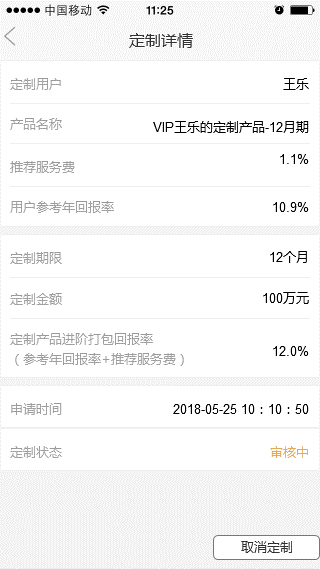 中国移动 11:25
定制详情
定制用户 王乐
产品名称 VIP王乐的定制产品-12月期
推荐服务费 1.1%
用户参考年回报率 10.9%
定制期限 12个月
定制金额 100万元
定制产品进阶打包回报率
（参考年回报率+推荐服务费） 12.0%
申请时间 2018-05-25 10：10：50
定制状态 审核中
取消定制